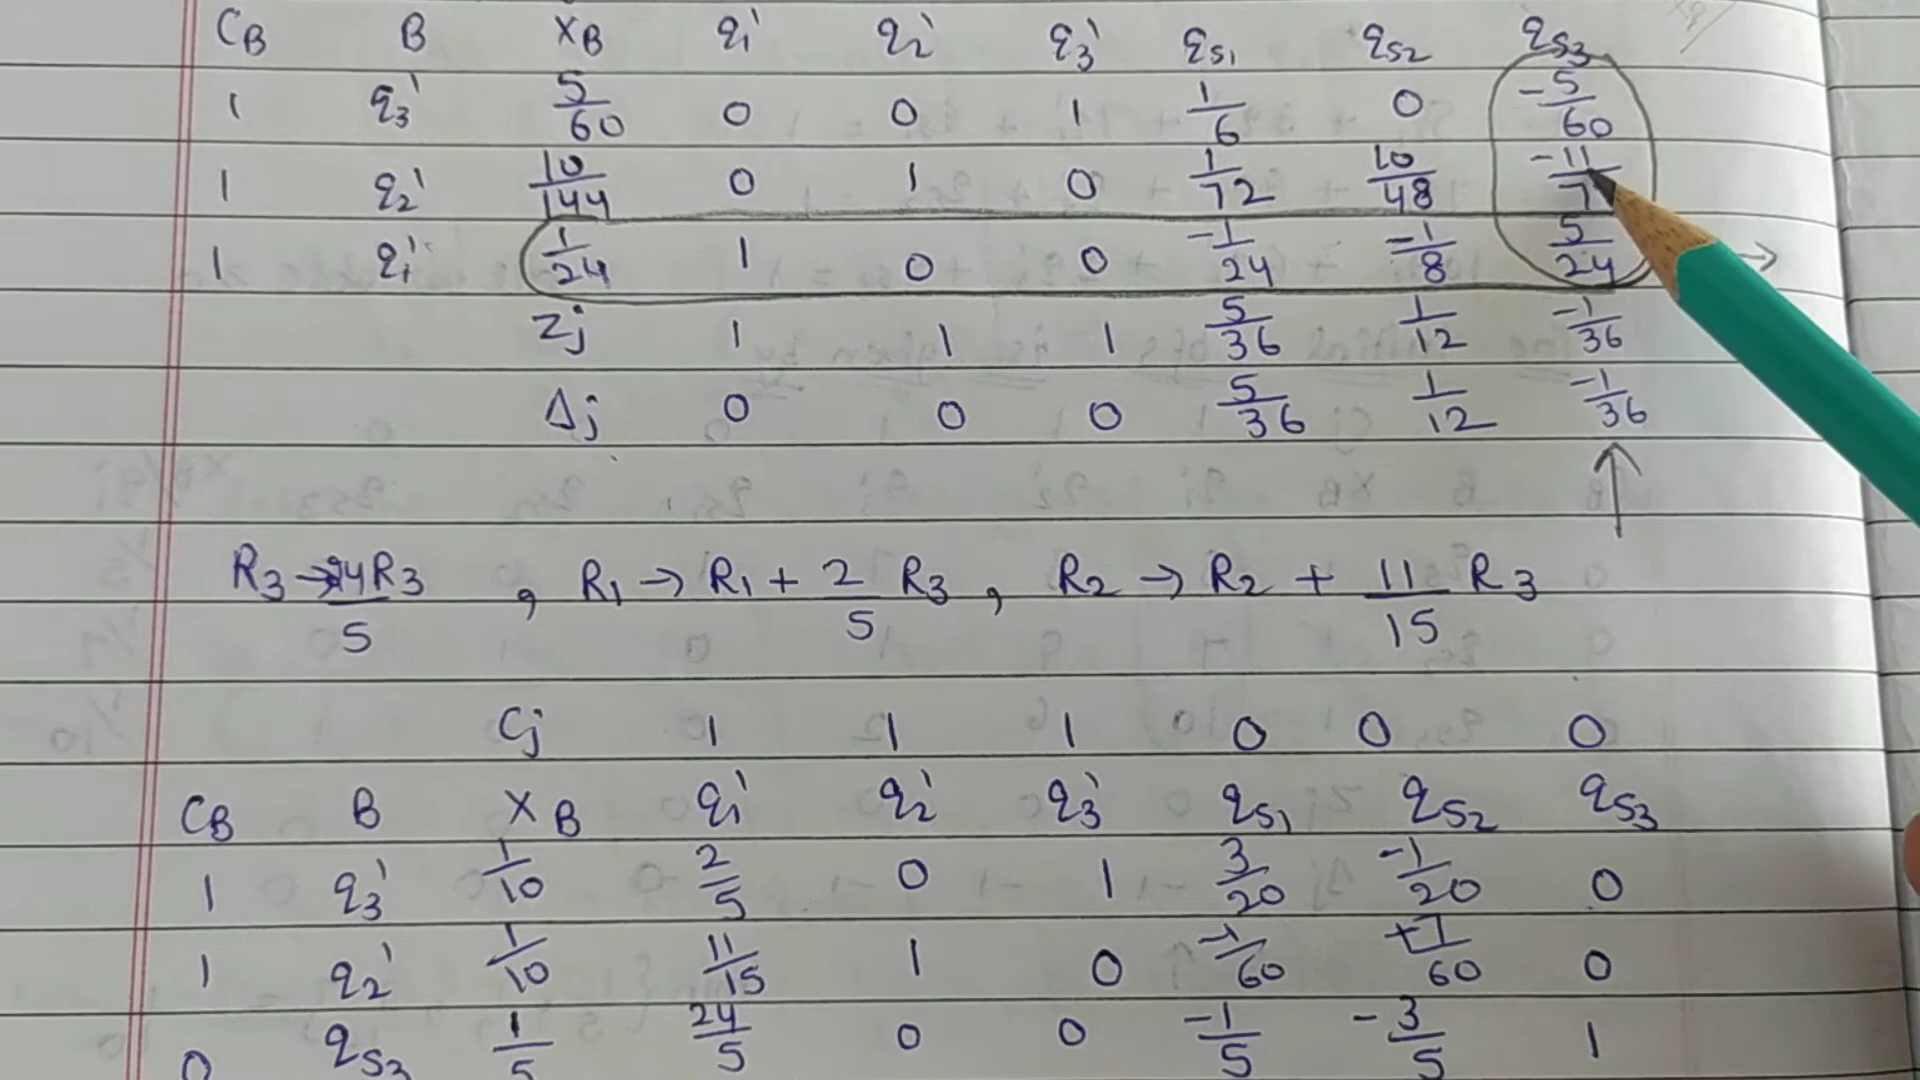 CB B XB q1' q2' q3' qs1 qs2 qs3
1 q3' 5/60 0 0 1 1/6 0 -5/60
1 q2' 10/144 0 1 0 1/72 10/48 -11/7
1 q1' 1/24 1 0 0 -1/24 -1/8 5/24
Zj 1 1 1 5/36 1/12 -1/36
Δj 0 0 0 5/36 1/12 -1/36
R3 → 24R3/5 , R1 → R1 + 2/5 R3 , R2 → R2 + 11/15 R3
Cj 1 1 1 0 0 0
CB B XB q1' q2' q3' qs1 qs2 qs3
1 q3' 1/10 2/5 0 1 3/20 -1/20 0
1 q2' 1/10 11/15 1 0 -1/60 +7/60 0
0 qs3 1/5 24/5 0 0 -1/5 -3/5 1